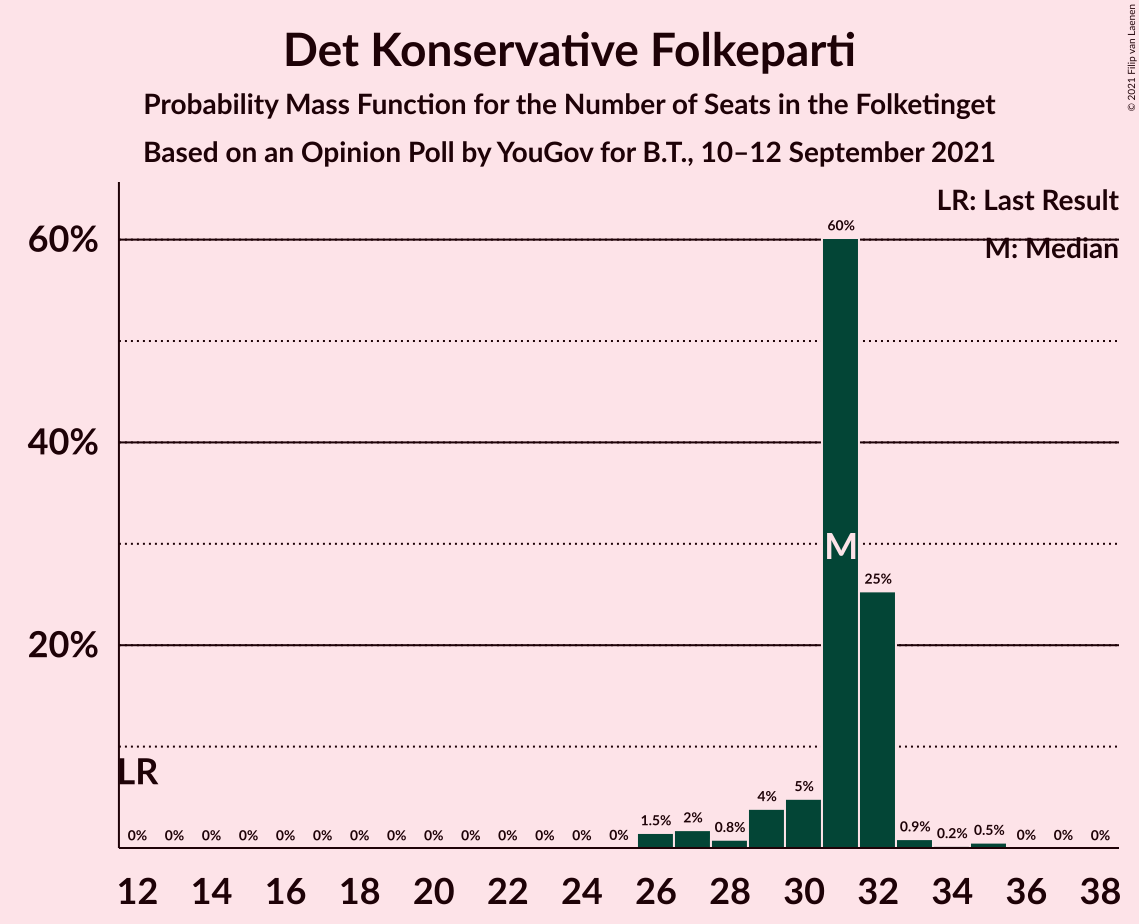 Det Konservative Folkeparti
Probability Mass Function for the Number of Seats in the Folketinget
Based on an Opinion Poll by YouGov for B.T., 10–12 September 2021
© 2021 Filip van Laenen
LR: Last Result
M: Median
60%
40%
20%
60%
M
25%
LR
0% 0% 0% 0% 0% 0% 0% 0% 0% 0% 0% 0% 0% 0% 1.5% 2% 0.8% 4% 5% 0.9% 0.2% 0.5% 0% 0% 0%
12 14 16 18 20 22 24 26 28 30 32 34 36 38